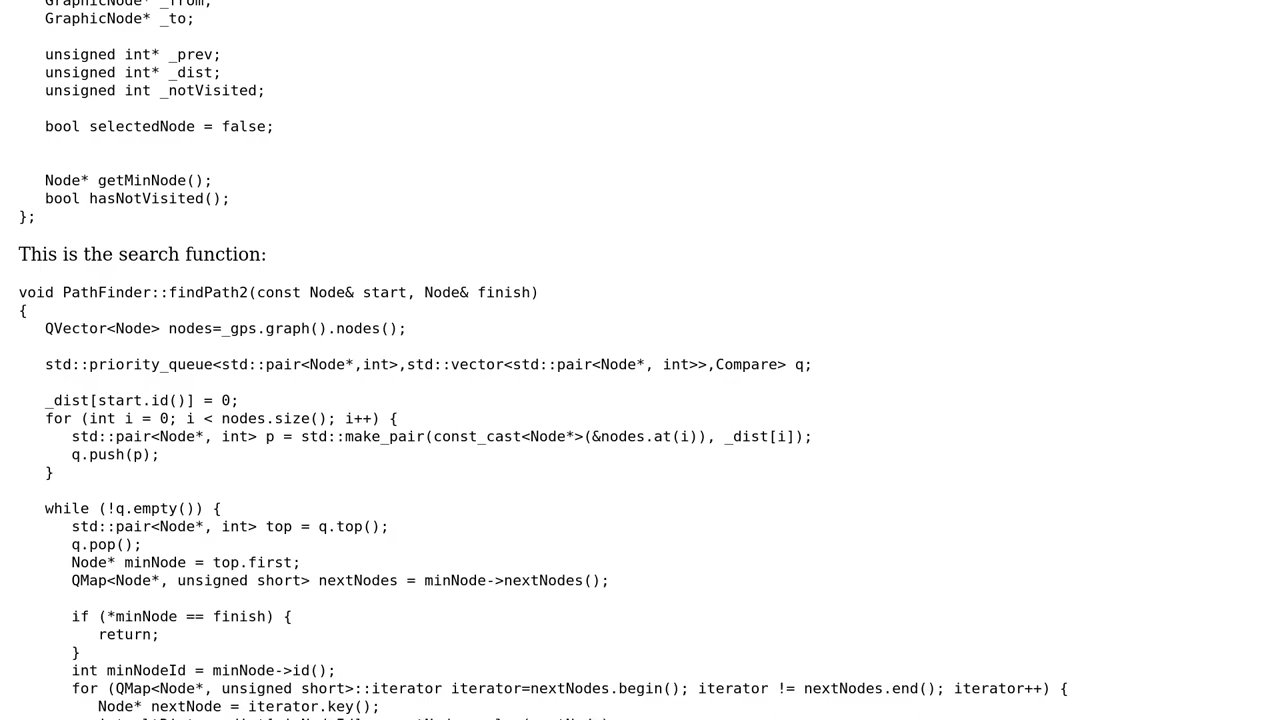 GraphicNode* _from;
GraphicNode* _to;
unsigned int* _prev;
unsigned int* _dist;
unsigned int _notVisited;
bool selectedNode = false;
Node* getMinNode();
bool hasNotVisited();
};
This is the search function:
void PathFinder::findPath2(const Node& start, Node& finish)
{
QVector<Node> nodes=_gps.graph().nodes();
std::priority_queue<std::pair<Node*,int>,std::vector<std::pair<Node*, int>>,Compare> q;
_dist[start.id()] = 0;
for (int i = 0; i < nodes.size(); i++) {
std::pair<Node*, int> p = std::make_pair(const_cast<Node*>(&nodes.at(i)), _dist[i]);
q.push(p);
}
while (!q.empty()) {
std::pair<Node*, int> top = q.top();
q.pop();
Node* minNode = top.first;
QMap<Node*, unsigned short> nextNodes = minNode->nextNodes();
if (*minNode == finish) {
return;
}
int minNodeId = minNode->id();
for (QMap<Node*, unsigned short>::iterator iterator=nextNodes.begin(); iterator != nextNodes.end(); iterator++) {
Node* nextNode = iterator.key();